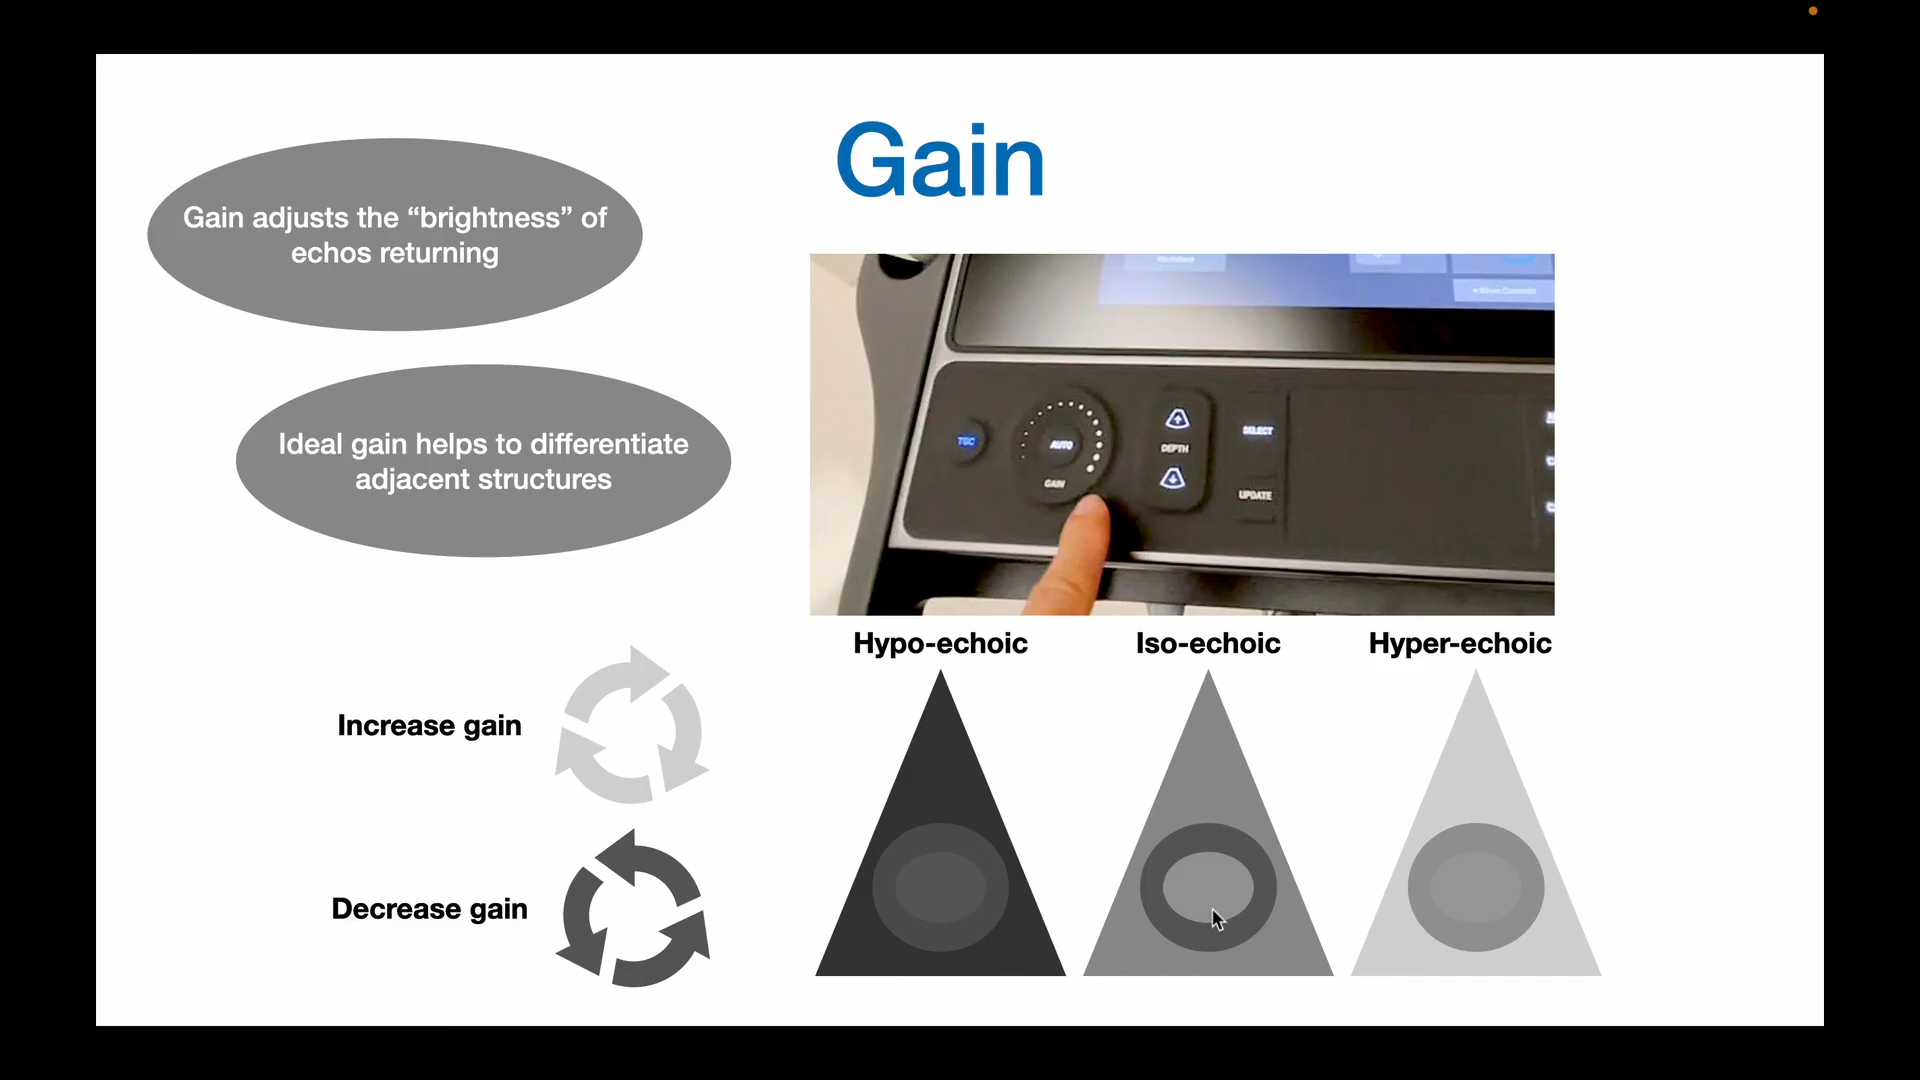 Gain
Gain adjusts the “brightness” of
echos returning
Ideal gain helps to differentiate
adjacent structures
TGC
AUTO
GAIN
DEPTH
SELECT
UPDATE
Hypo-echoic
Iso-echoic
Hyper-echoic
Increase gain
Decrease gain